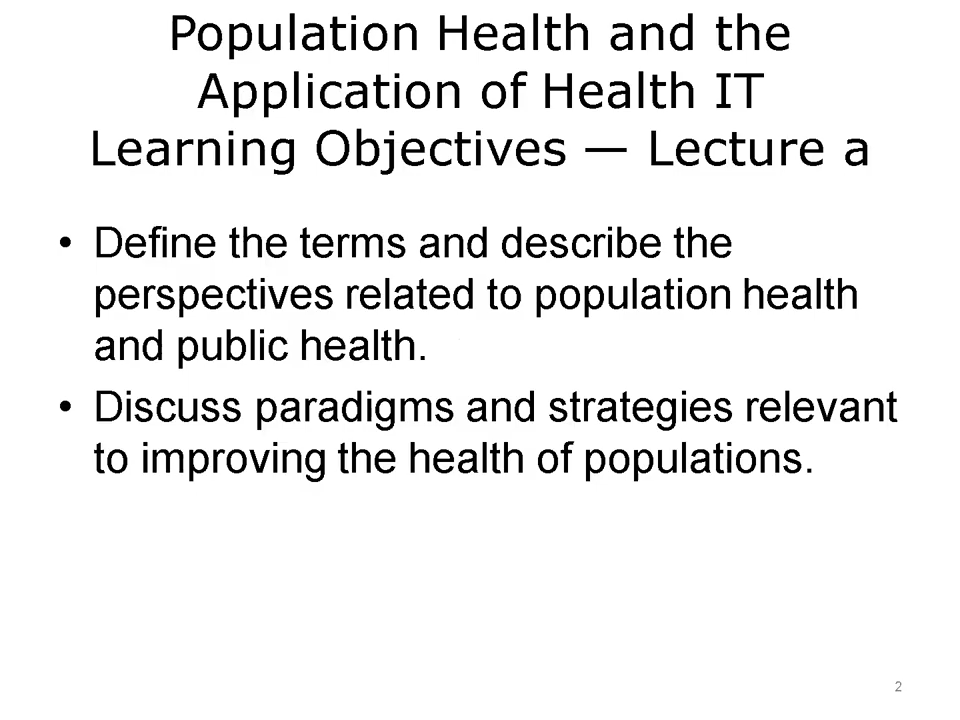 Population Health and the
Application of Health IT
Learning Objectives — Lecture a
• Define the terms and describe the
perspectives related to population health
and public health.
• Discuss paradigms and strategies relevant
to improving the health of populations.
2